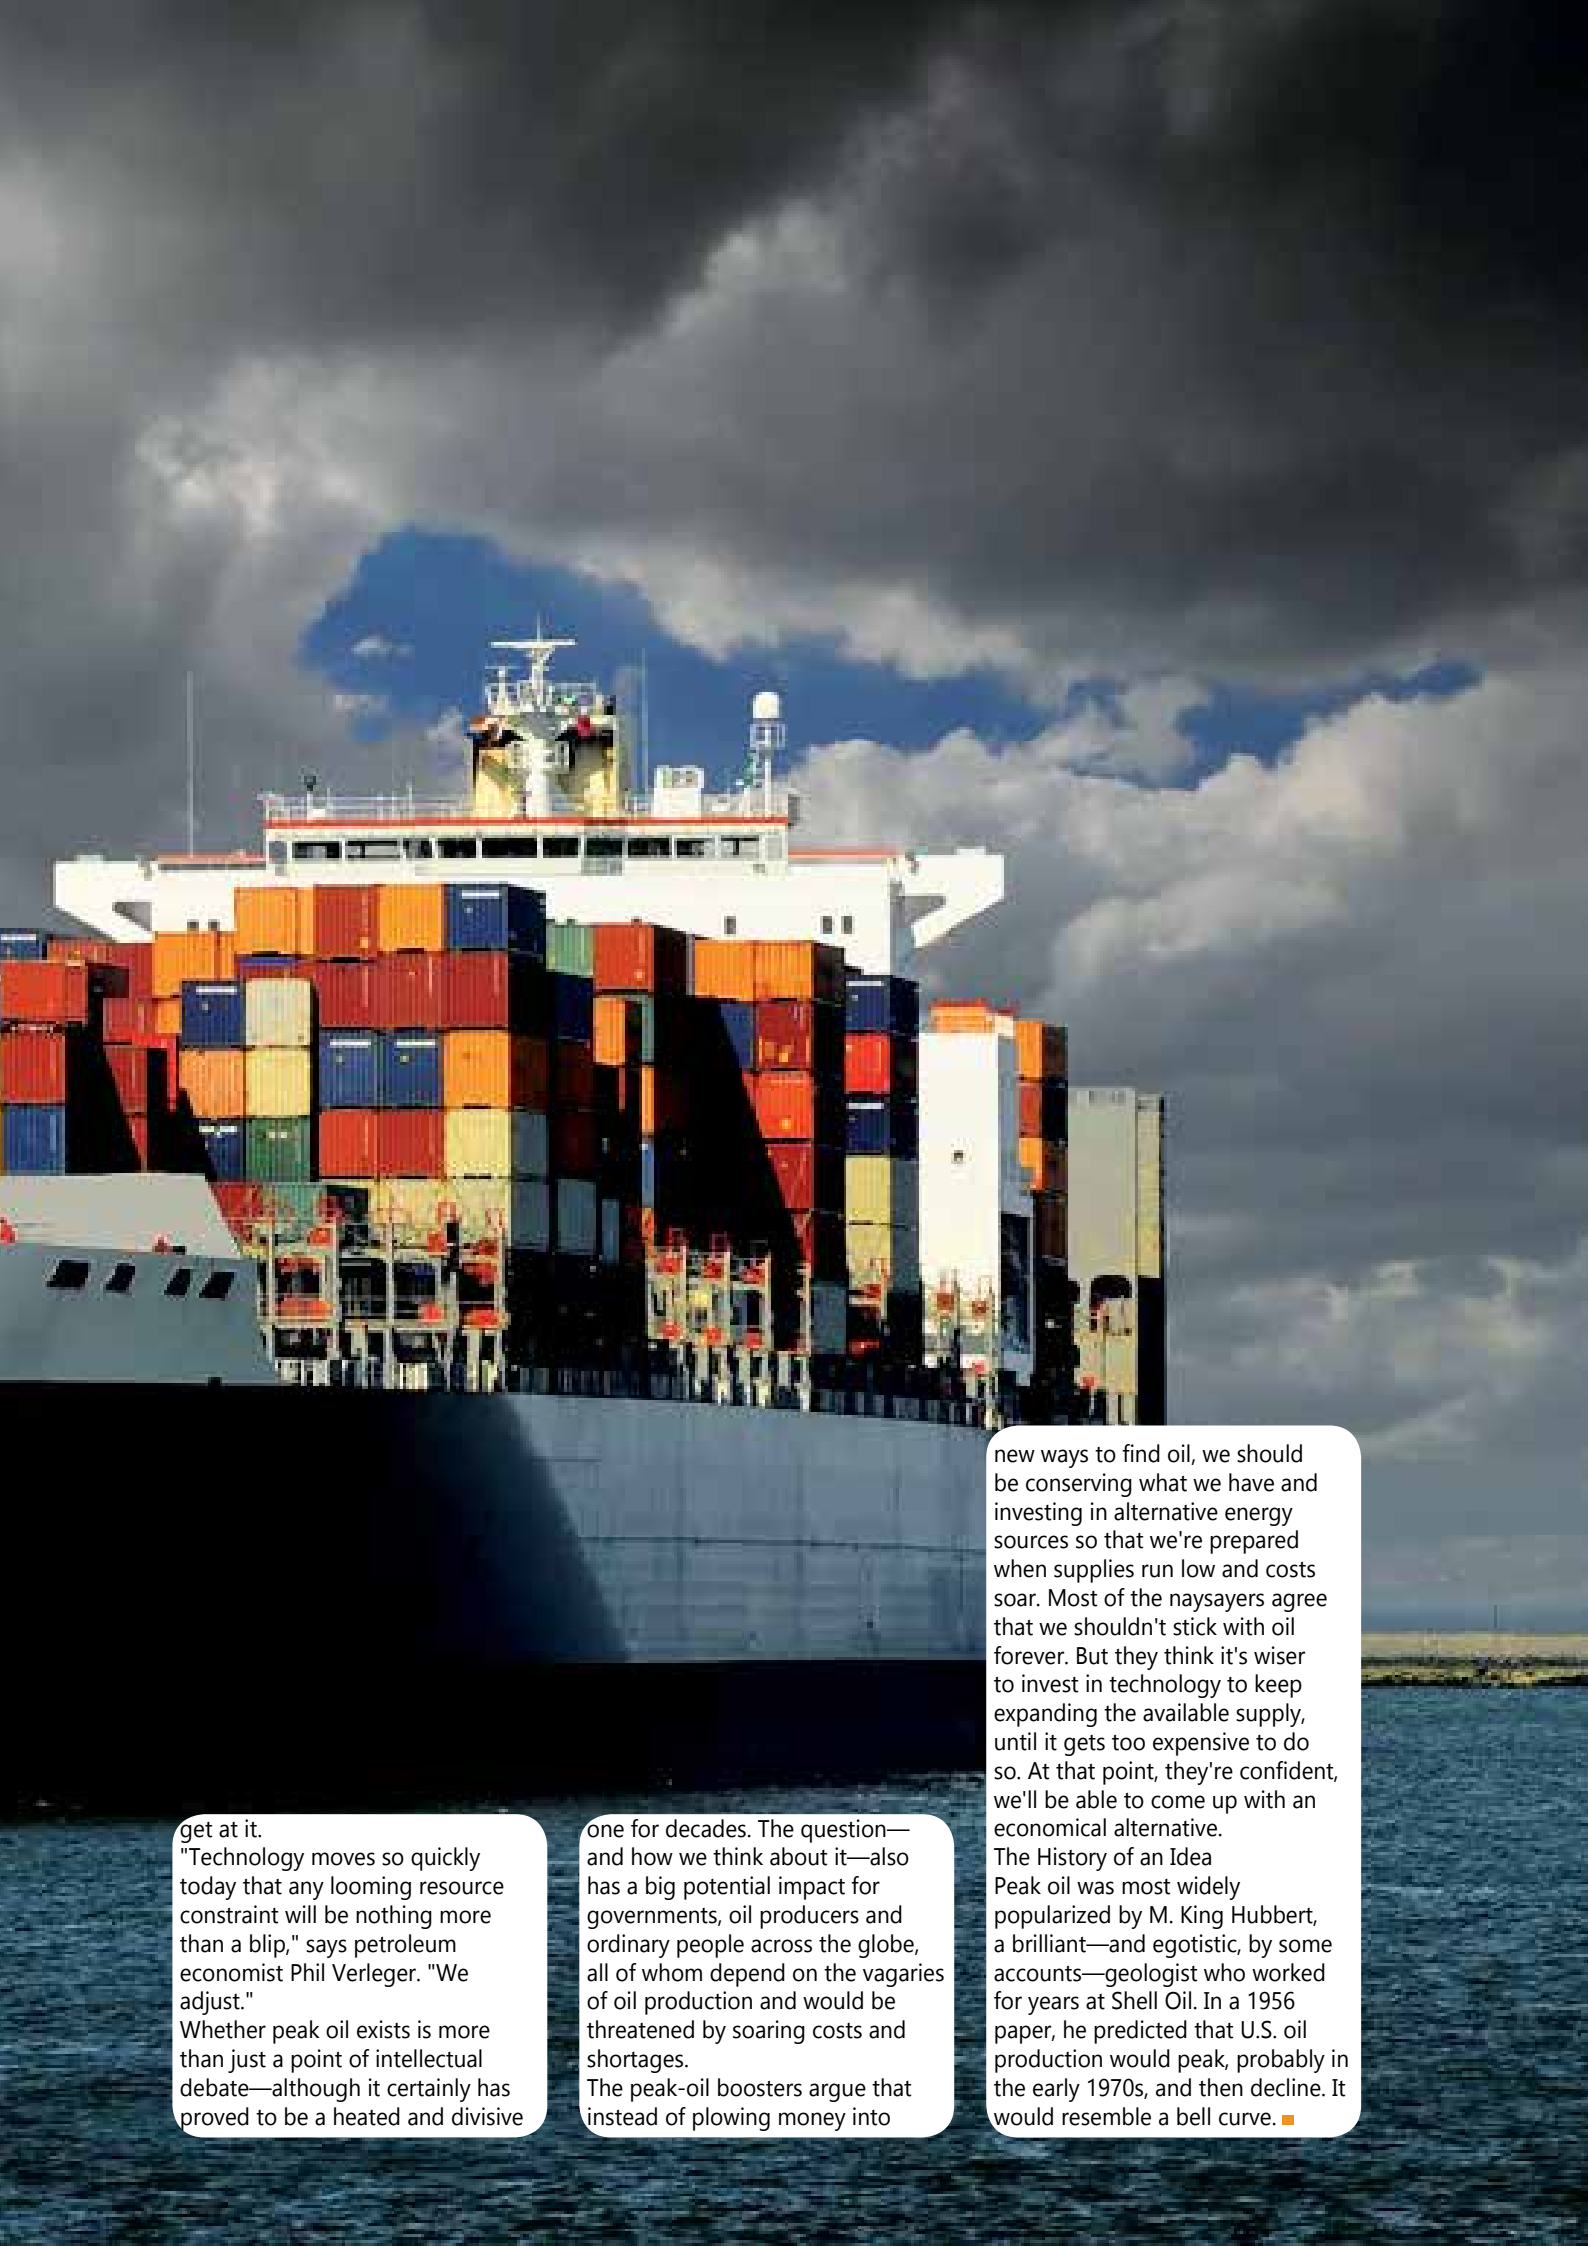 get at it.
"Technology moves so quickly
today that any looming resource
constraint will be nothing more
than a blip," says petroleum
economist Phil Verleger. "We
adjust."
Whether peak oil exists is more
than just a point of intellectual
debate—although it certainly has
proved to be a heated and divisive
one for decades. The question—
and how we think about it—also
has a big potential impact for
governments, oil producers and
ordinary people across the globe,
all of whom depend on the vagaries
of oil production and would be
threatened by soaring costs and
shortages.
The peak-oil boosters argue that
instead of plowing money into
new ways to find oil, we should
be conserving what we have and
investing in alternative energy
sources so that we're prepared
when supplies run low and costs
soar. Most of the naysayers agree
that we shouldn't stick with oil
forever. But they think it's wiser
to invest in technology to keep
expanding the available supply,
until it gets too expensive to do
so. At that point, they're confident,
we'll be able to come up with an
economical alternative.
The History of an Idea
Peak oil was most widely
popularized by M. King Hubbert,
a brilliant—and egotistic, by some
accounts—geologist who worked
for years at Shell Oil. In a 1956
paper, he predicted that U.S. oil
production would peak, probably in
the early 1970s, and then decline. It
would resemble a bell curve.